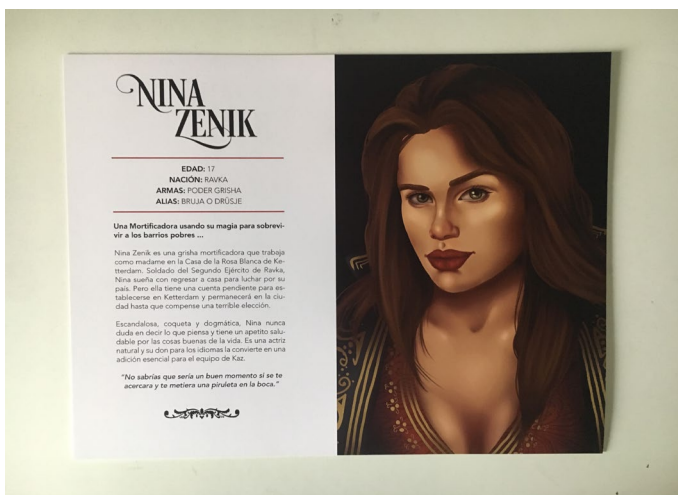 NINA
ZENIK
EDAD: 17
NACIÓN: RAVKA
ARMAS: PODER GRISHA
ALIAS: BRUJA O DRÜSJE
Una Mortificadora usando su magia para sobrevi-
vir a los barrios pobres ...
Nina Zenik es una grisha mortificadora que trabaja
como madame en la Casa de la Rosa Blanca de Ke-
tterdam. Soldado del Segundo Ejército de Ravka,
Nina sueña con regresar a casa para luchar por su
país. Pero ella tiene una cuenta pendiente para es-
tablecerse en Ketterdam y permanecerá en la ciu-
dad hasta que compense una terrible elección.
Escandalosa, coqueta y dogmática, Nina nunca
duda en decir lo que piensa y tiene un apetito salu-
dable por las cosas buenas de la vida. Es una actriz
natural y su don para los idiomas la convierte en una
adición esencial para el equipo de Kaz.
"No sabrías que sería un buen momento si se te
acercara y te metiera una piruleta en la boca."